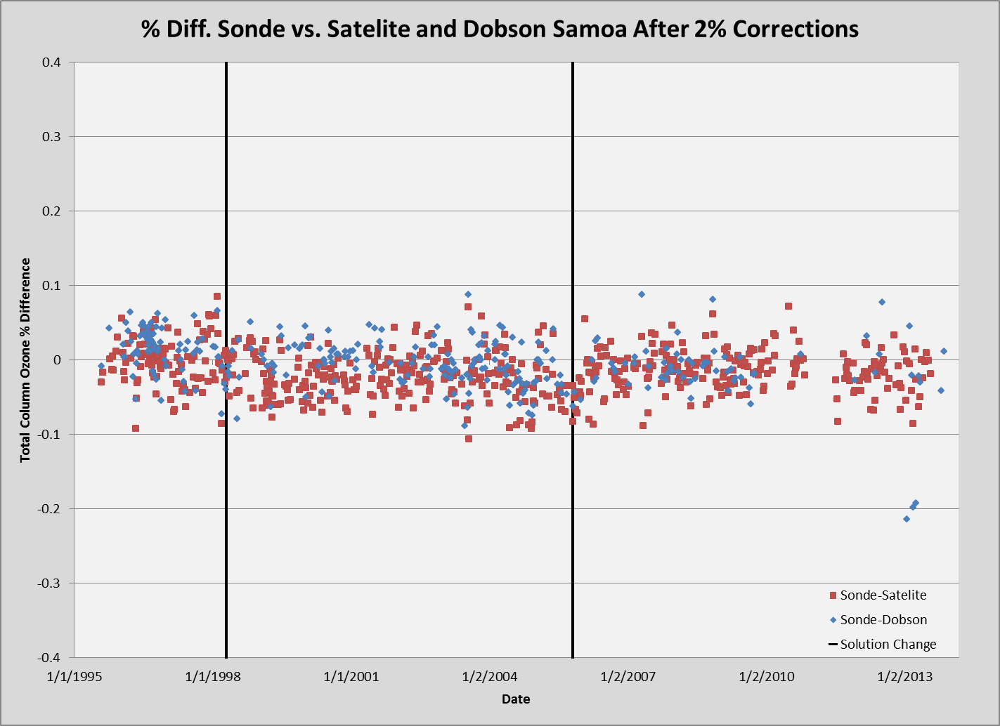 % Diff. Sonde vs. Satelite and Dobson Samoa After 2% Corrections
Total Column Ozone % Difference
0.4
0.3
0.2
0.1
0
-0.1
-0.2
-0.3
-0.4
Sonde-Satelite
Sonde-Dobson
Solution Change
1/1/1995 1/1/1998 1/1/2001 1/2/2004 1/2/2007 1/2/2010 1/2/2013
Date